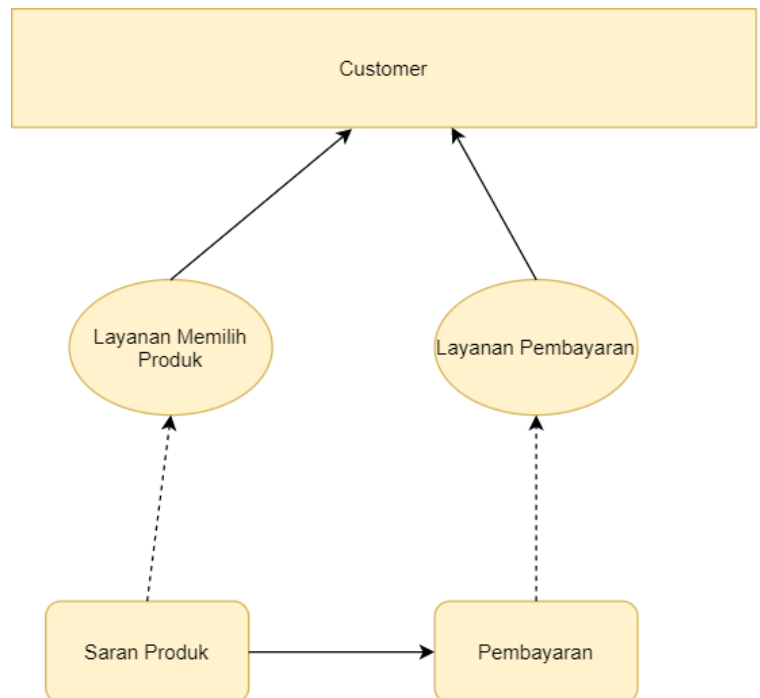 Customer
Layanan Memilih
Produk
Layanan Pembayaran
Saran Produk
Pembayaran